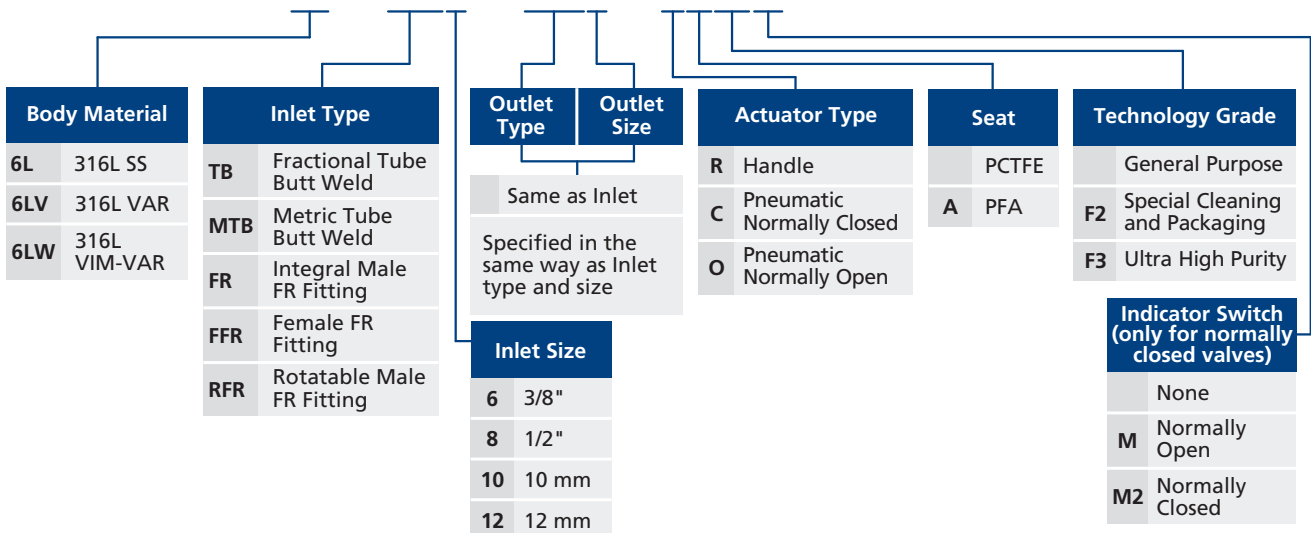 Body Material
6L 316L SS
6LV 316L VAR
6LW 316L
VIM-VAR
Inlet Type
TB Fractional Tube
Butt Weld
MTB Metric Tube
Butt Weld
FR Integral Male
FR Fitting
FFR Female FR
Fitting
RFR Rotatable Male
FR Fitting
Inlet Size
6 3/8"
8 1/2"
10 10 mm
12 12 mm
Outlet
Type
Outlet
Size
Same as Inlet
Specified in the
same way as Inlet
type and size
Actuator Type
R Handle
C Pneumatic
Normally Closed
O Pneumatic
Normally Open
Seat
PCTFE
A PFA
Technology Grade
General Purpose
F2 Special Cleaning
and Packaging
F3 Ultra High Purity
Indicator Switch
(only for normally
closed valves)
None
M Normally
Open
M2 Normally
Closed